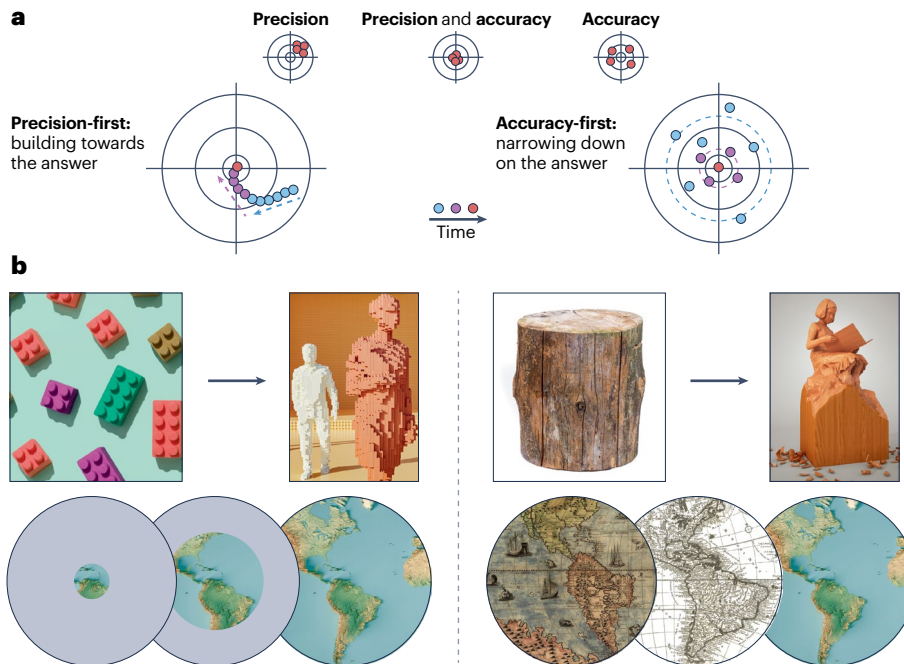 a
Precision
Precision and accuracy
Accuracy
Precision-first:
building towards
the answer
Accuracy-first:
narrowing down
on the answer
Time
b